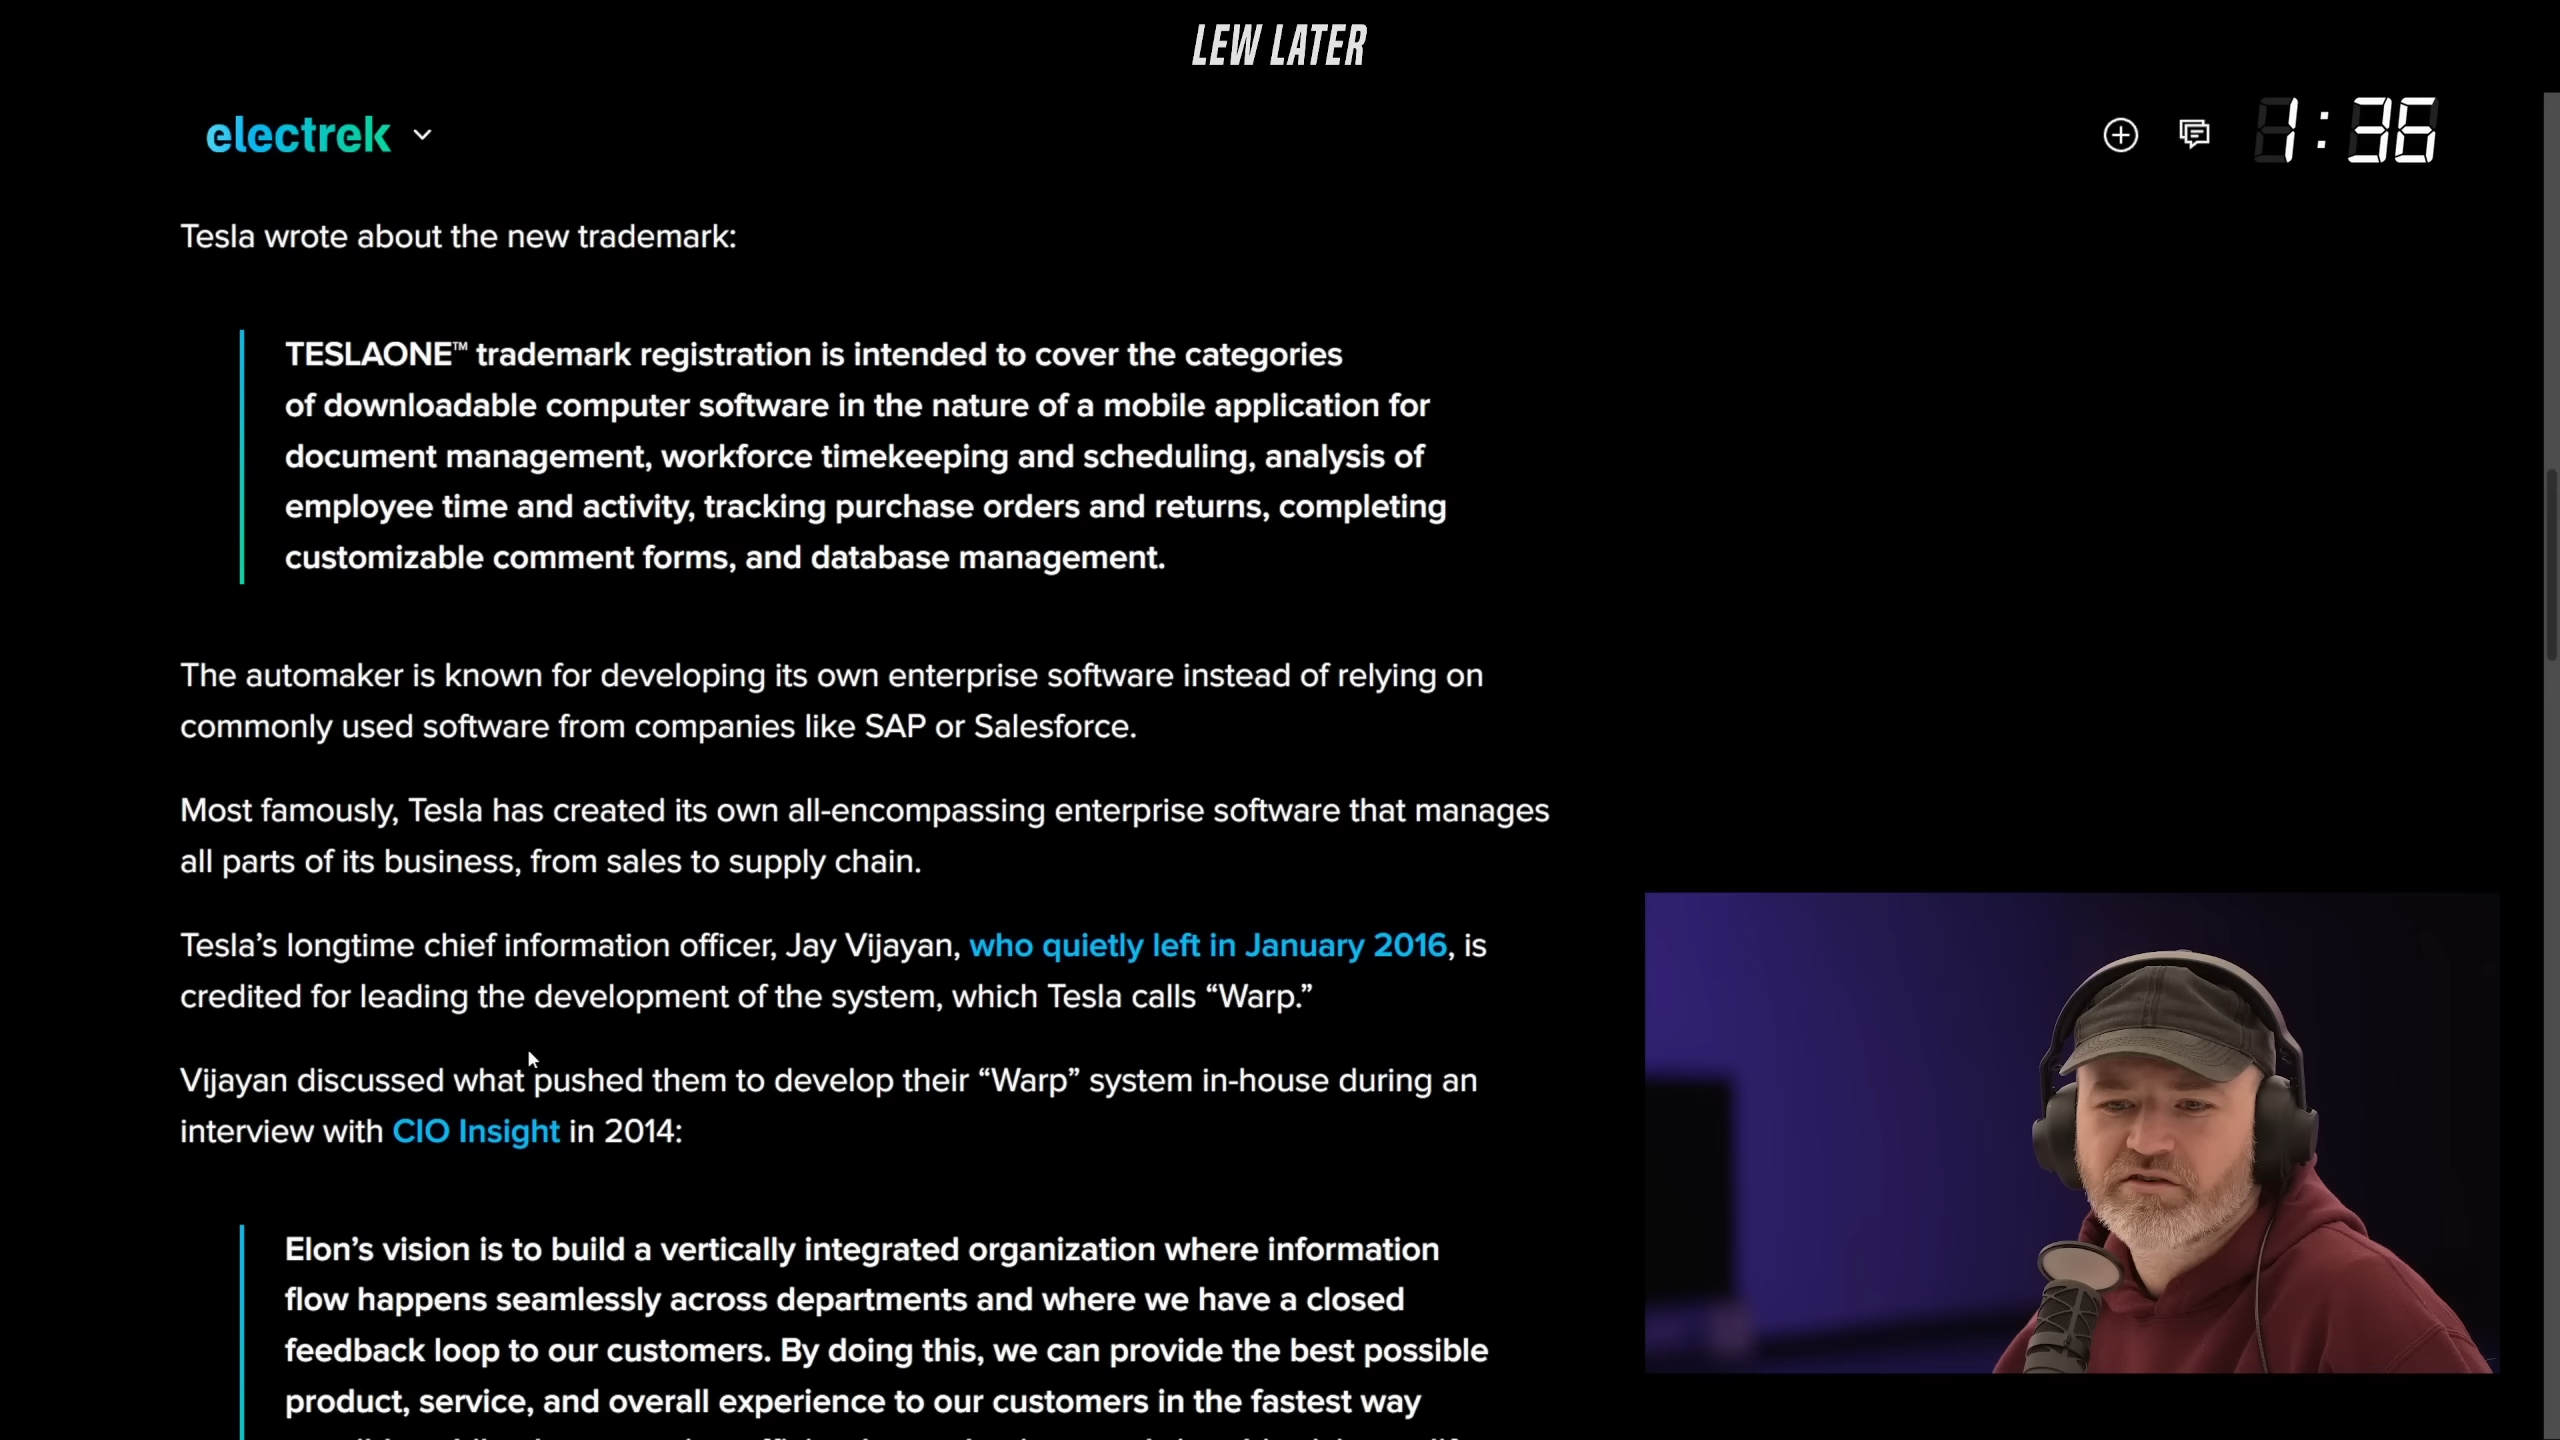 LEW LATER
electrek
1:36
Tesla wrote about the new trademark:
TESLAONE™ trademark registration is intended to cover the categories
of downloadable computer software in the nature of a mobile application for
document management, workforce timekeeping and scheduling, analysis of
employee time and activity, tracking purchase orders and returns, completing
customizable comment forms, and database management.
The automaker is known for developing its own enterprise software instead of relying on
commonly used software from companies like SAP or Salesforce.
Most famously, Tesla has created its own all-encompassing enterprise software that manages
all parts of its business, from sales to supply chain.
Tesla’s longtime chief information officer, Jay Vijayan, who quietly left in January 2016, is
credited for leading the development of the system, which Tesla calls “Warp.”
Vijayan discussed what pushed them to develop their “Warp” system in-house during an
interview with CIO Insight in 2014:
Elon’s vision is to build a vertically integrated organization where information
flow happens seamlessly across departments and where we have a closed
feedback loop to our customers. By doing this, we can provide the best possible
product, service, and overall experience to our customers in the fastest way